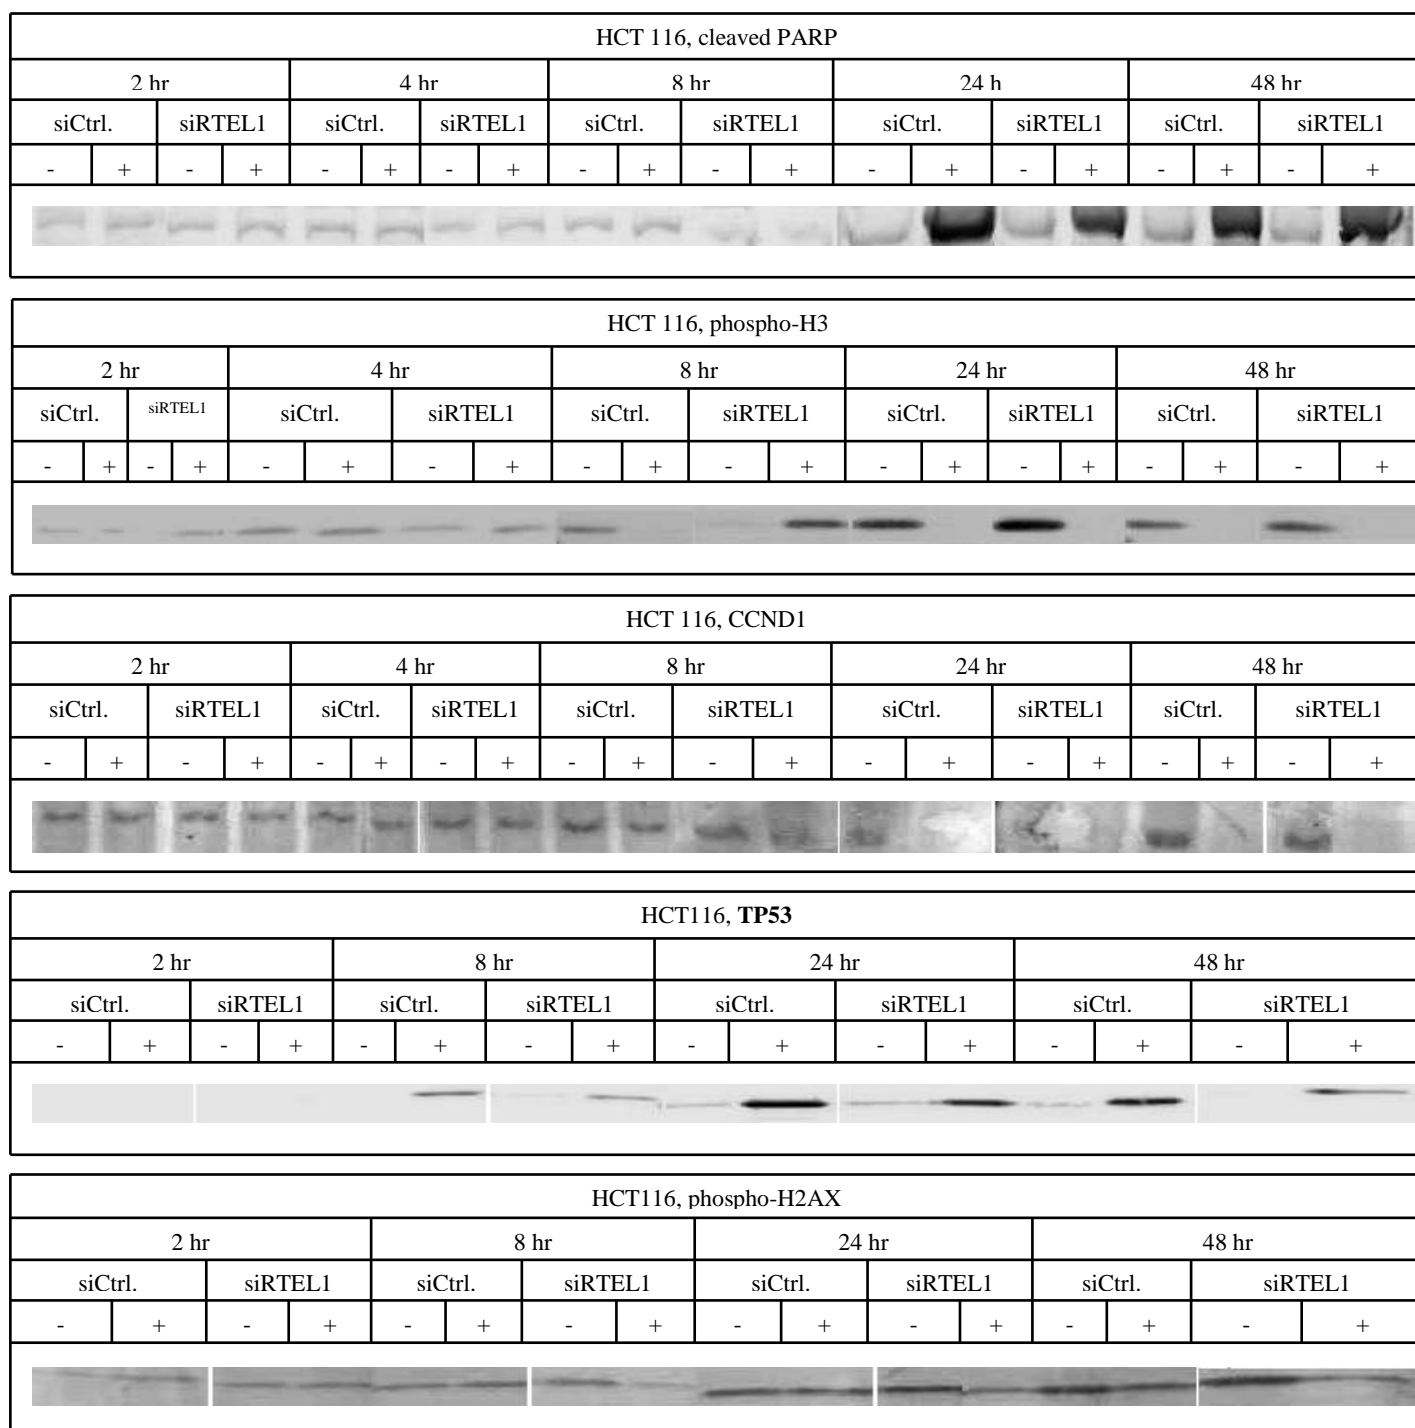 HCT 116, cleaved PARP
2 hr 4 hr 8 hr 24 h 48 hr
siCtrl. siRTEL1 siCtrl. siRTEL1 siCtrl. siRTEL1 siCtrl. siRTEL1 siCtrl. siRTEL1
- + - + - + - + - + - + - + - + - + - +
HCT 116, phospho-H3
2 hr 4 hr 8 hr 24 hr 48 hr
siCtrl. siRTEL1 siCtrl. siRTEL1 siCtrl. siRTEL1 siCtrl. siRTEL1 siCtrl. siRTEL1
- + - + - + - + - + - + - + - + - + - +
HCT 116, CCND1
2 hr 4 hr 8 hr 24 hr 48 hr
siCtrl. siRTEL1 siCtrl. siRTEL1 siCtrl. siRTEL1 siCtrl. siRTEL1 siCtrl. siRTEL1
- + - + - + - + - + - + - + - + - + - +
HCT116, TP53
2 hr 8 hr 24 hr 48 hr
siCtrl. siRTEL1 siCtrl. siRTEL1 siCtrl. siRTEL1 siCtrl. siRTEL1
- + - + - + - + - + - + - + - +
HCT116, phospho-H2AX
2 hr 8 hr 24 hr 48 hr
siCtrl. siRTEL1 siCtrl. siRTEL1 siCtrl. siRTEL1 siCtrl. siRTEL1
- + - + - + - + - + - + - + - +